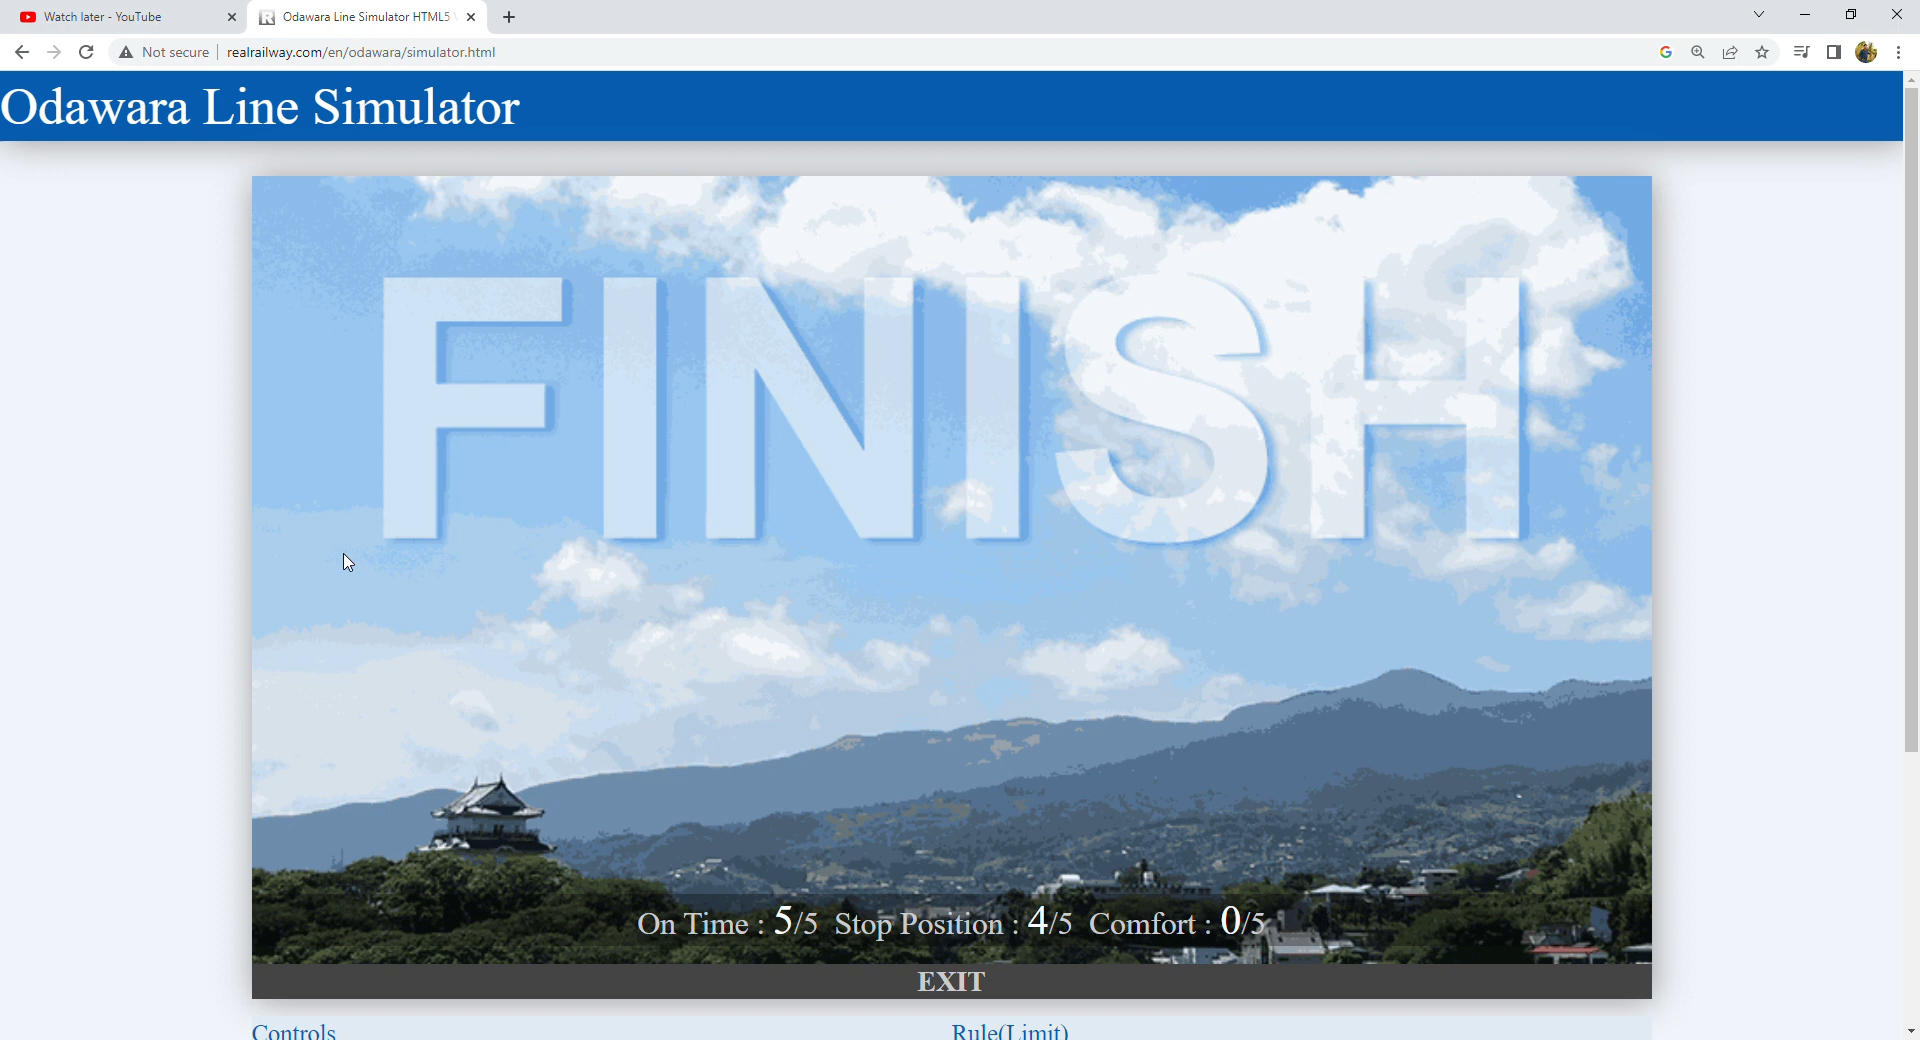 Watch later - YouTube
Odawara Line Simulator HTML5
Not secure
realrailway.com/en/odawara/simulator.html
Odawara Line Simulator
FINISH
On Time : 5/5 Stop Position : 4/5 Comfort : 0/5
EXIT
Controls
Rule(Limit)